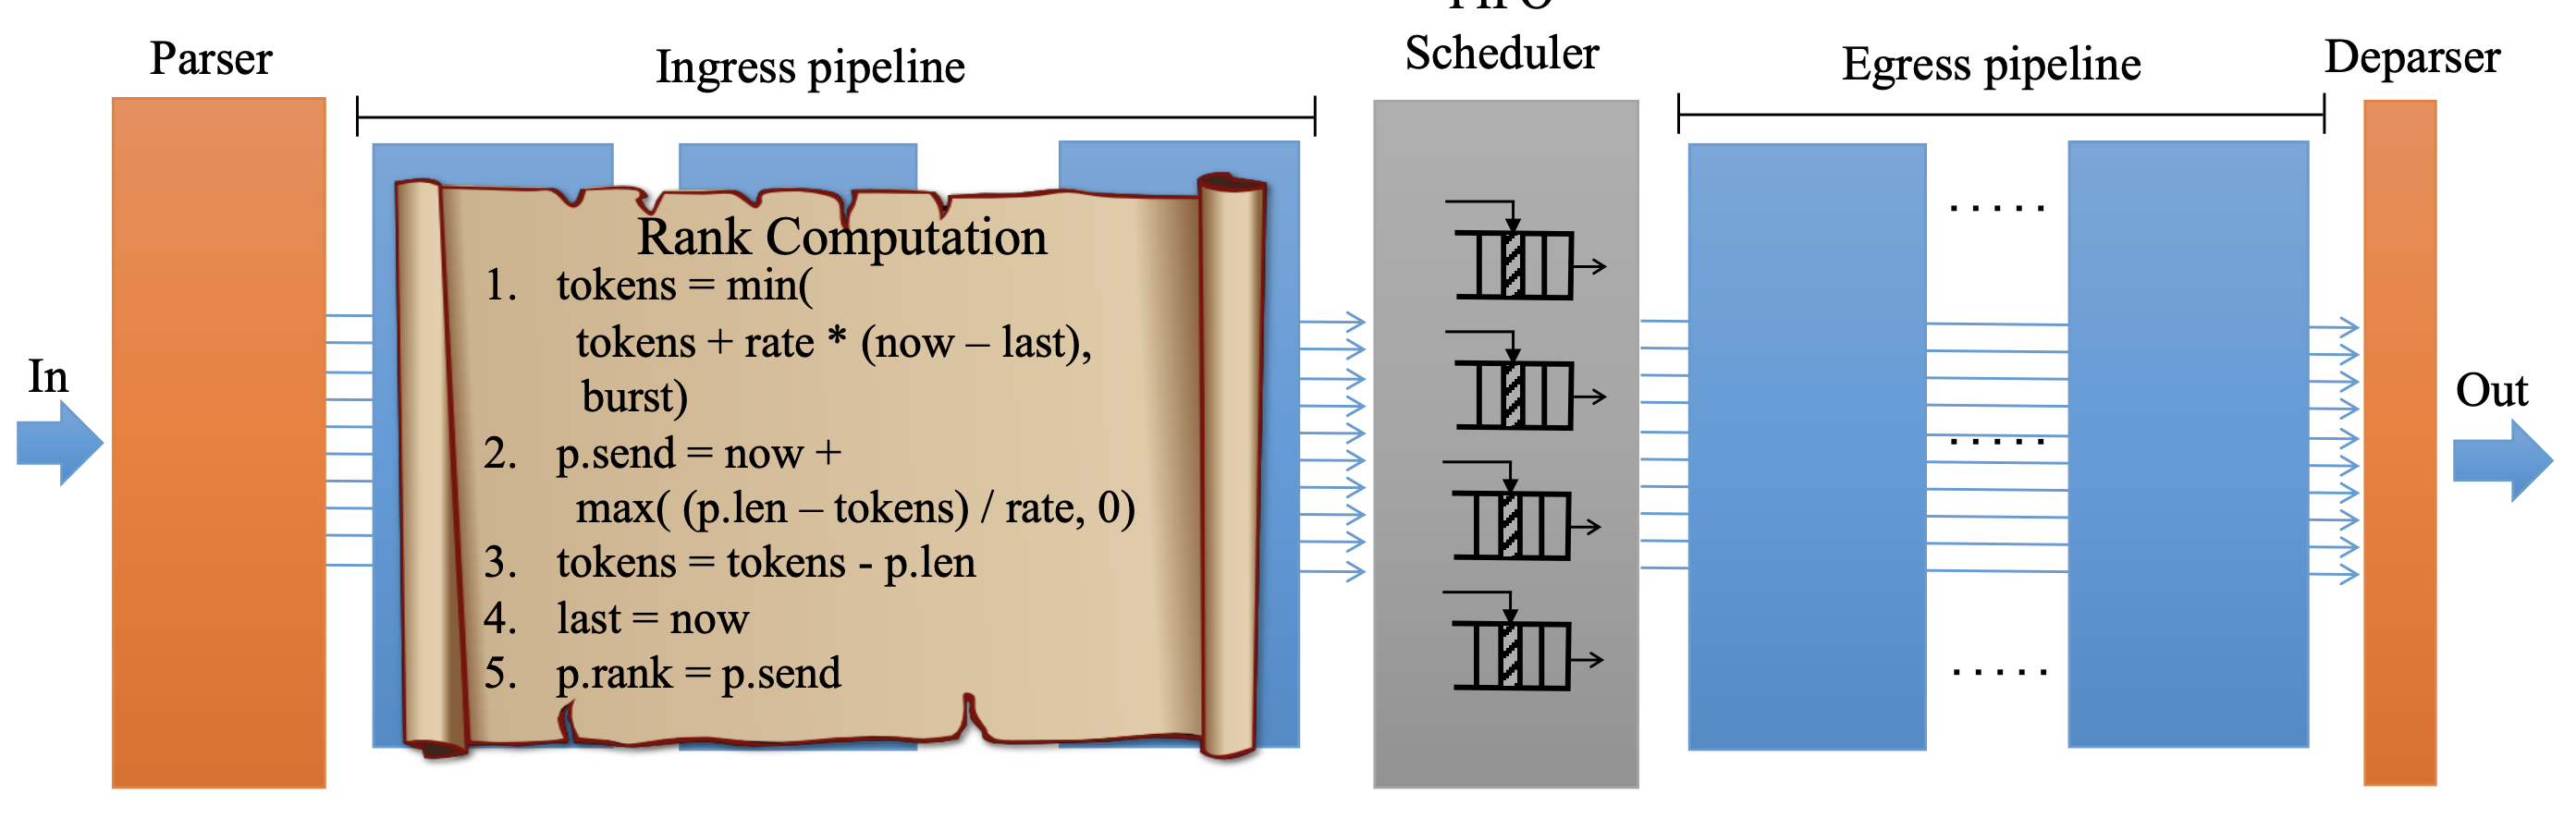 Parser
Ingress pipeline
Scheduler
Egress pipeline
Deparser
In
Rank Computation
1. tokens = min(
tokens + rate * (now – last),
burst)
2. p.send = now +
max( (p.len – tokens) / rate, 0)
3. tokens = tokens - p.len
4. last = now
5. p.rank = p.send
.....
.....
.....
Out